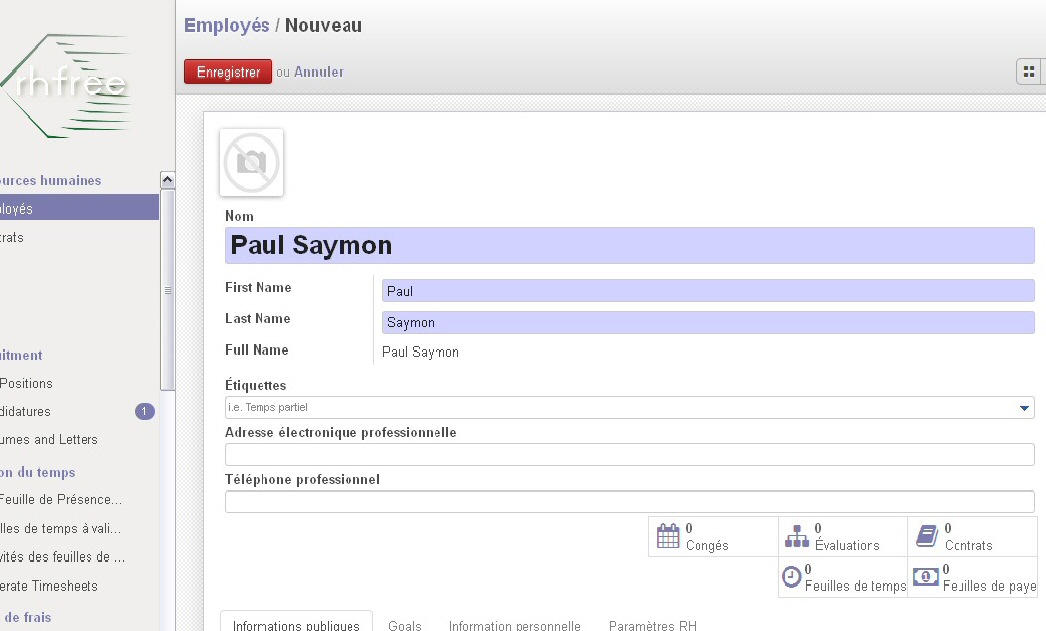 Employés / Nouveau
Enregistrer ou Annuler
rhfree
urces humaines
loyés
rats
itment
Positions
didatures 1
umes and Letters
on du temps
Feuille de Présence...
lles de temps à vali...
vités des feuilles de ...
erate Timesheets
de frais
Nom
Paul Saymon
First Name Paul
Last Name Saymon
Full Name Paul Saymon
Étiquettes
i.e. Temps partiel
Adresse électronique professionnelle
Téléphone professionnel
0 Congés
0 Évaluations
0 Contrats
0 Feuilles de temps
0 Feuilles de paye
Informations publiques Goals Information personnelle Paramètres RH